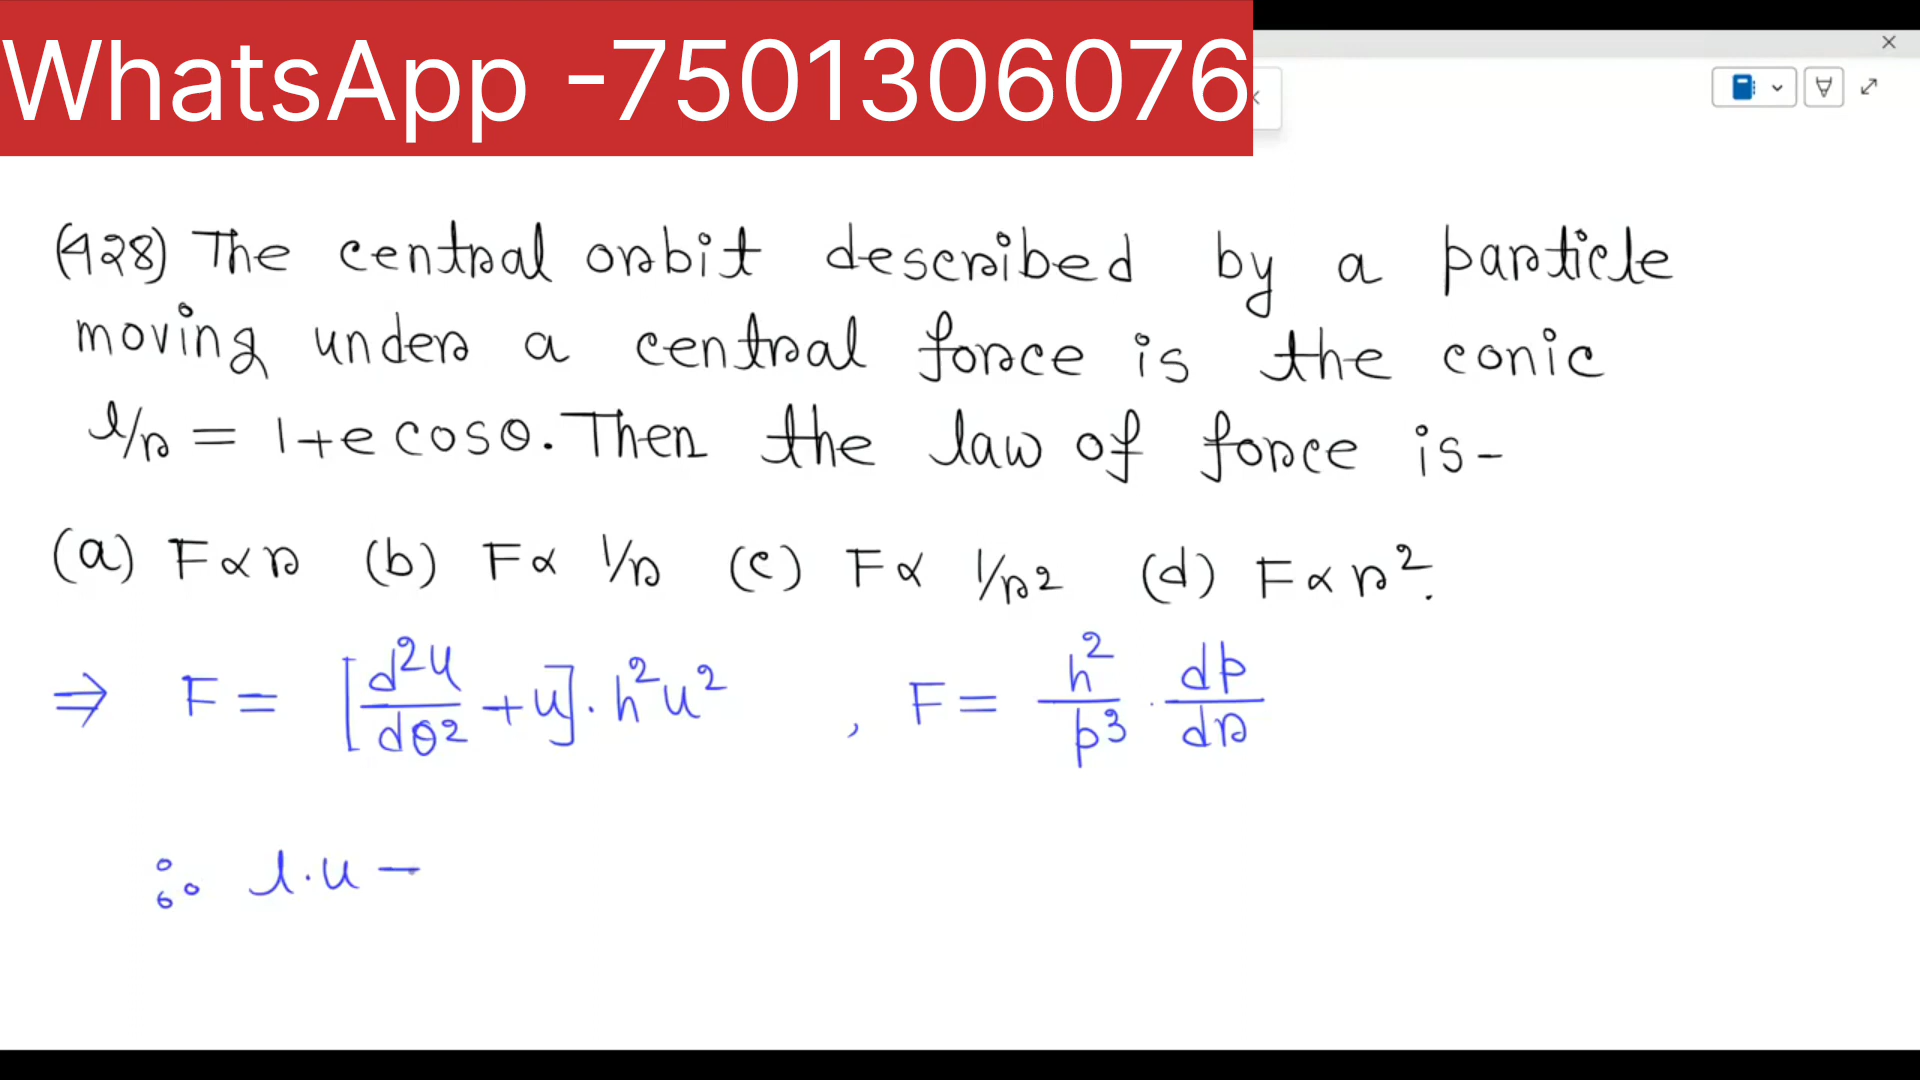 WhatsApp -7501306076
(428) The central orbit described by a particle
moving under a central force is the conic
l/r = 1+e cosθ. Then the law of force is-
(a) F∝r (b) F∝ 1/r (c) F∝ 1/r² (d) F∝r².
⇒ F = [d²u/dθ² + u]·h²u² , F = h²/p³ · dp/dr
∴ l·u −